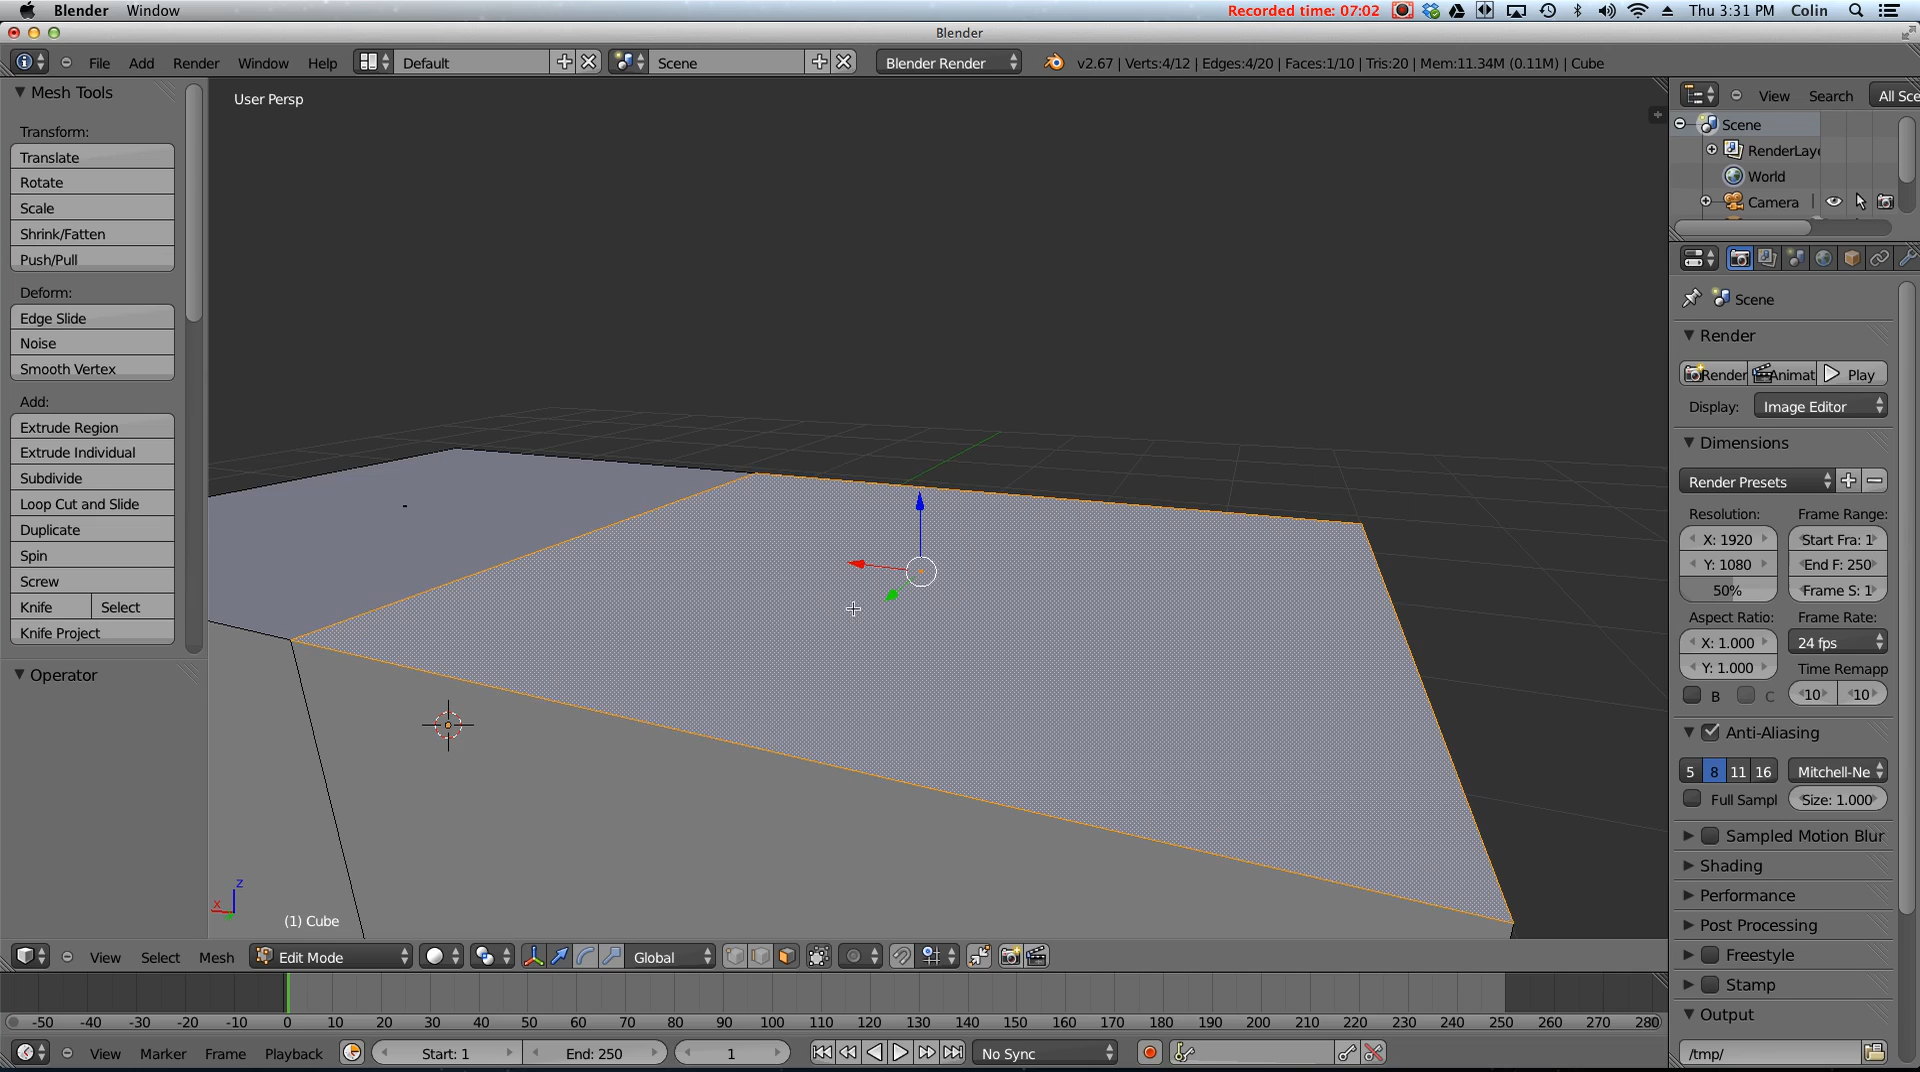 Blender Window
Recorded time: 07:02
Thu 3:31 PM Colin
Blender
File Add Render Window Help
Default
Scene
Blender Render
v2.67 | Verts:4/12 | Edges:4/20 | Faces:1/10 | Tris:20 | Mem:11.34M (0.11M) | Cube
Mesh Tools
Transform:
Translate
Rotate
Scale
Shrink/Fatten
Push/Pull
Deform:
Edge Slide
Noise
Smooth Vertex
Add:
Extrude Region
Extrude Individual
Subdivide
Loop Cut and Slide
Duplicate
Spin
Screw
Knife Select
Knife Project
Operator
User Persp
z
x
(1) Cube
View Search All Sce
Scene
RenderLaye
World
Camera
Scene
Render
Render Animat Play
Display: Image Editor
Dimensions
Render Presets
Resolution: Frame Range:
X: 1920 Start Fra: 1
Y: 1080 End F: 250
50% Frame S: 1
Aspect Ratio: Frame Rate:
X: 1.000 24 fps
Y: 1.000 Time Remapp
B C 10 10
Anti-Aliasing
5 8 11 16 Mitchell-Ne
Full Sampl Size: 1.000
Sampled Motion Blur
Shading
Performance
Post Processing
Freestyle
Stamp
Output
/tmp/
View Select Mesh Edit Mode Global
-50 -40 -30 -20 -10 0 10 20 30 40 50 60 70 80 90 100 110 120 130 140 150 160 170 180 190 200 210 220 230 240 250 260 270 280
View Marker Frame Playback Start: 1 End: 250 1 No Sync